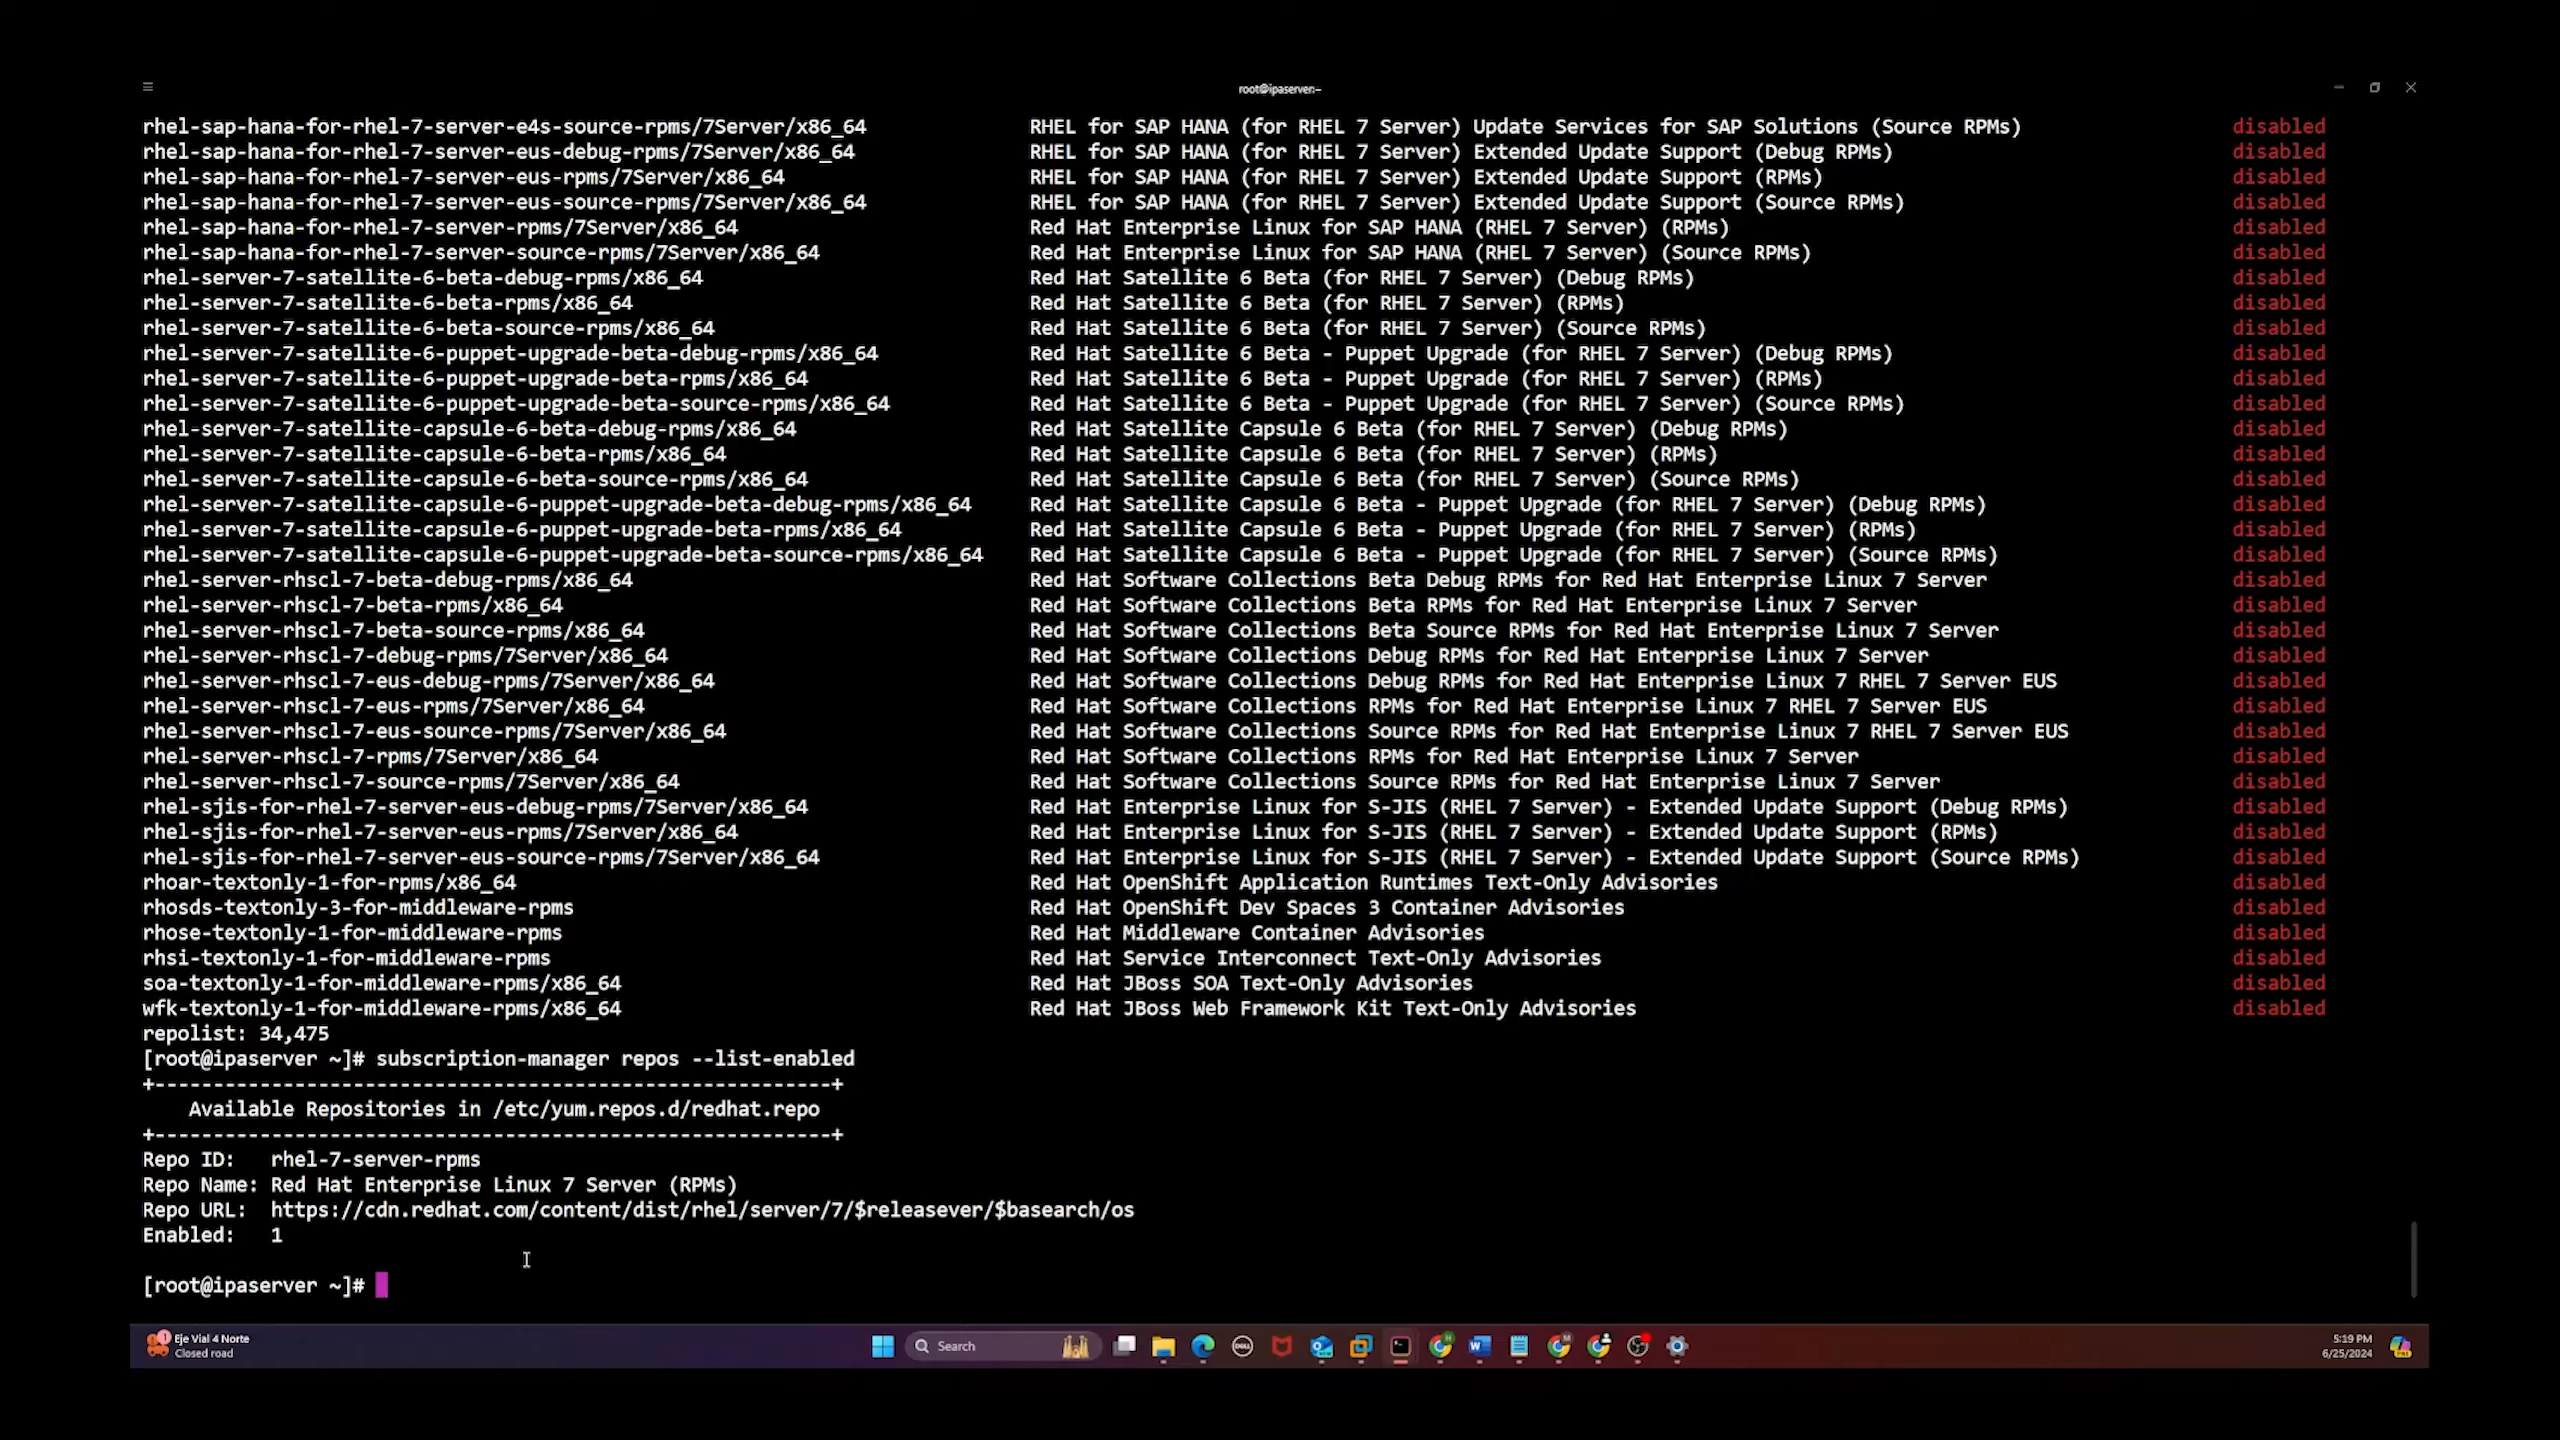 root@ipaserver:~
rhel-sap-hana-for-rhel-7-server-e4s-source-rpms/7Server/x86_64 RHEL for SAP HANA (for RHEL 7 Server) Update Services for SAP Solutions (Source RPMs) disabled
rhel-sap-hana-for-rhel-7-server-eus-debug-rpms/7Server/x86_64 RHEL for SAP HANA (for RHEL 7 Server) Extended Update Support (Debug RPMs) disabled
rhel-sap-hana-for-rhel-7-server-eus-rpms/7Server/x86_64 RHEL for SAP HANA (for RHEL 7 Server) Extended Update Support (RPMs) disabled
rhel-sap-hana-for-rhel-7-server-eus-source-rpms/7Server/x86_64 RHEL for SAP HANA (for RHEL 7 Server) Extended Update Support (Source RPMs) disabled
rhel-sap-hana-for-rhel-7-server-rpms/7Server/x86_64 Red Hat Enterprise Linux for SAP HANA (RHEL 7 Server) (RPMs) disabled
rhel-sap-hana-for-rhel-7-server-source-rpms/7Server/x86_64 Red Hat Enterprise Linux for SAP HANA (RHEL 7 Server) (Source RPMs) disabled
rhel-server-7-satellite-6-beta-debug-rpms/x86_64 Red Hat Satellite 6 Beta (for RHEL 7 Server) (Debug RPMs) disabled
rhel-server-7-satellite-6-beta-rpms/x86_64 Red Hat Satellite 6 Beta (for RHEL 7 Server) (RPMs) disabled
rhel-server-7-satellite-6-beta-source-rpms/x86_64 Red Hat Satellite 6 Beta (for RHEL 7 Server) (Source RPMs) disabled
rhel-server-7-satellite-6-puppet-upgrade-beta-debug-rpms/x86_64 Red Hat Satellite 6 Beta - Puppet Upgrade (for RHEL 7 Server) (Debug RPMs) disabled
rhel-server-7-satellite-6-puppet-upgrade-beta-rpms/x86_64 Red Hat Satellite 6 Beta - Puppet Upgrade (for RHEL 7 Server) (RPMs) disabled
rhel-server-7-satellite-6-puppet-upgrade-beta-source-rpms/x86_64 Red Hat Satellite 6 Beta - Puppet Upgrade (for RHEL 7 Server) (Source RPMs) disabled
rhel-server-7-satellite-capsule-6-beta-debug-rpms/x86_64 Red Hat Satellite Capsule 6 Beta (for RHEL 7 Server) (Debug RPMs) disabled
rhel-server-7-satellite-capsule-6-beta-rpms/x86_64 Red Hat Satellite Capsule 6 Beta (for RHEL 7 Server) (RPMs) disabled
rhel-server-7-satellite-capsule-6-beta-source-rpms/x86_64 Red Hat Satellite Capsule 6 Beta (for RHEL 7 Server) (Source RPMs) disabled
rhel-server-7-satellite-capsule-6-puppet-upgrade-beta-debug-rpms/x86_64 Red Hat Satellite Capsule 6 Beta - Puppet Upgrade (for RHEL 7 Server) (Debug RPMs) disabled
rhel-server-7-satellite-capsule-6-puppet-upgrade-beta-rpms/x86_64 Red Hat Satellite Capsule 6 Beta - Puppet Upgrade (for RHEL 7 Server) (RPMs) disabled
rhel-server-7-satellite-capsule-6-puppet-upgrade-beta-source-rpms/x86_64 Red Hat Satellite Capsule 6 Beta - Puppet Upgrade (for RHEL 7 Server) (Source RPMs) disabled
rhel-server-rhscl-7-beta-debug-rpms/x86_64 Red Hat Software Collections Beta Debug RPMs for Red Hat Enterprise Linux 7 Server disabled
rhel-server-rhscl-7-beta-rpms/x86_64 Red Hat Software Collections Beta RPMs for Red Hat Enterprise Linux 7 Server disabled
rhel-server-rhscl-7-beta-source-rpms/x86_64 Red Hat Software Collections Beta Source RPMs for Red Hat Enterprise Linux 7 Server disabled
rhel-server-rhscl-7-debug-rpms/7Server/x86_64 Red Hat Software Collections Debug RPMs for Red Hat Enterprise Linux 7 Server disabled
rhel-server-rhscl-7-eus-debug-rpms/7Server/x86_64 Red Hat Software Collections Debug RPMs for Red Hat Enterprise Linux 7 RHEL 7 Server EUS disabled
rhel-server-rhscl-7-eus-rpms/7Server/x86_64 Red Hat Software Collections RPMs for Red Hat Enterprise Linux 7 RHEL 7 Server EUS disabled
rhel-server-rhscl-7-eus-source-rpms/7Server/x86_64 Red Hat Software Collections Source RPMs for Red Hat Enterprise Linux 7 RHEL 7 Server EUS disabled
rhel-server-rhscl-7-rpms/7Server/x86_64 Red Hat Software Collections RPMs for Red Hat Enterprise Linux 7 Server disabled
rhel-server-rhscl-7-source-rpms/7Server/x86_64 Red Hat Software Collections Source RPMs for Red Hat Enterprise Linux 7 Server disabled
rhel-sjis-for-rhel-7-server-eus-debug-rpms/7Server/x86_64 Red Hat Enterprise Linux for S-JIS (RHEL 7 Server) - Extended Update Support (Debug RPMs) disabled
rhel-sjis-for-rhel-7-server-eus-rpms/7Server/x86_64 Red Hat Enterprise Linux for S-JIS (RHEL 7 Server) - Extended Update Support (RPMs) disabled
rhel-sjis-for-rhel-7-server-eus-source-rpms/7Server/x86_64 Red Hat Enterprise Linux for S-JIS (RHEL 7 Server) - Extended Update Support (Source RPMs) disabled
rhoar-textonly-1-for-rpms/x86_64 Red Hat OpenShift Application Runtimes Text-Only Advisories disabled
rhosds-textonly-3-for-middleware-rpms Red Hat OpenShift Dev Spaces 3 Container Advisories disabled
rhose-textonly-1-for-middleware-rpms Red Hat Middleware Container Advisories disabled
rhsi-textonly-1-for-middleware-rpms Red Hat Service Interconnect Text-Only Advisories disabled
soa-textonly-1-for-middleware-rpms/x86_64 Red Hat JBoss SOA Text-Only Advisories disabled
wfk-textonly-1-for-middleware-rpms/x86_64 Red Hat JBoss Web Framework Kit Text-Only Advisories disabled
repolist: 34,475
[root@ipaserver ~]# subscription-manager repos --list-enabled
+----------------------------------------------------------+
Available Repositories in /etc/yum.repos.d/redhat.repo
+----------------------------------------------------------+
Repo ID: rhel-7-server-rpms
Repo Name: Red Hat Enterprise Linux 7 Server (RPMs)
Repo URL: https://cdn.redhat.com/content/dist/rhel/server/7/$releasever/$basearch/os
Enabled: 1
[root@ipaserver ~]#
1 Eje Vial 4 Norte
Closed road
Search
DELL
5:19 PM
6/25/2024